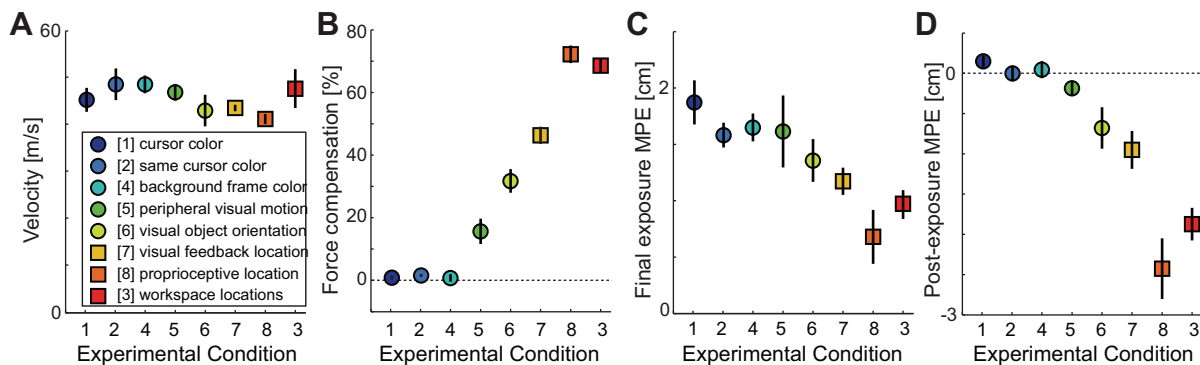 A
60
0
Velocity [m/s]
[1] cursor color
[2] same cursor color
[4] background frame color
[5] peripheral visual motion
[6] visual object orientation
[7] visual feedback location
[8] proprioceptive location
[3] workspace locations
1 2 4 5 6 7 8 3
Experimental Condition
B
80
60
40
20
0
Force compensation [%]
1 2 4 5 6 7 8 3
Experimental Condition
C
2
0
Final exposure MPE [cm]
1 2 4 5 6 7 8 3
Experimental Condition
D
0
-3
Post-exposure MPE [cm]
1 2 4 5 6 7 8 3
Experimental Condition